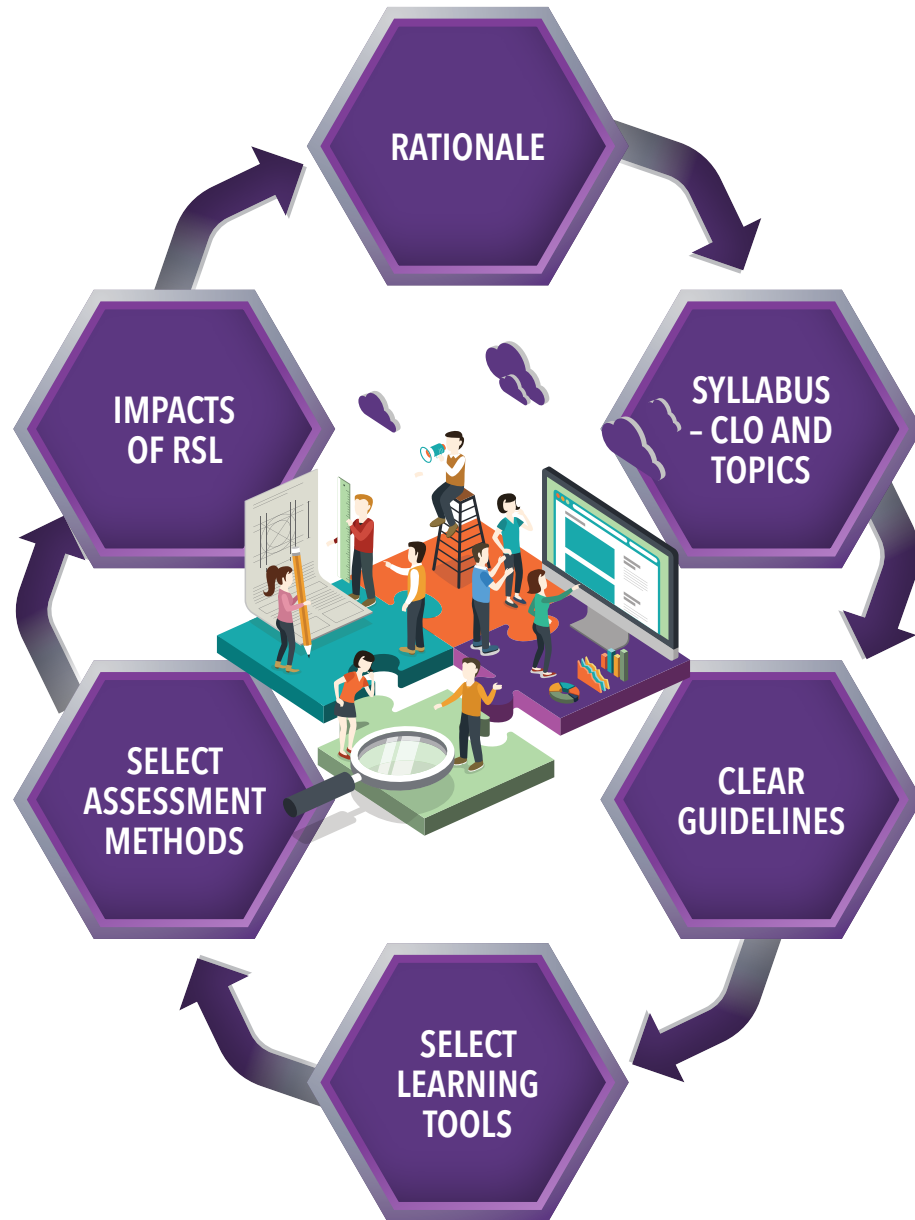 RATIONALE
SYLLABUS
– CLO AND
TOPICS
CLEAR
GUIDELINES
SELECT
LEARNING
TOOLS
SELECT
ASSESSMENT
METHODS
IMPACTS
OF RSL